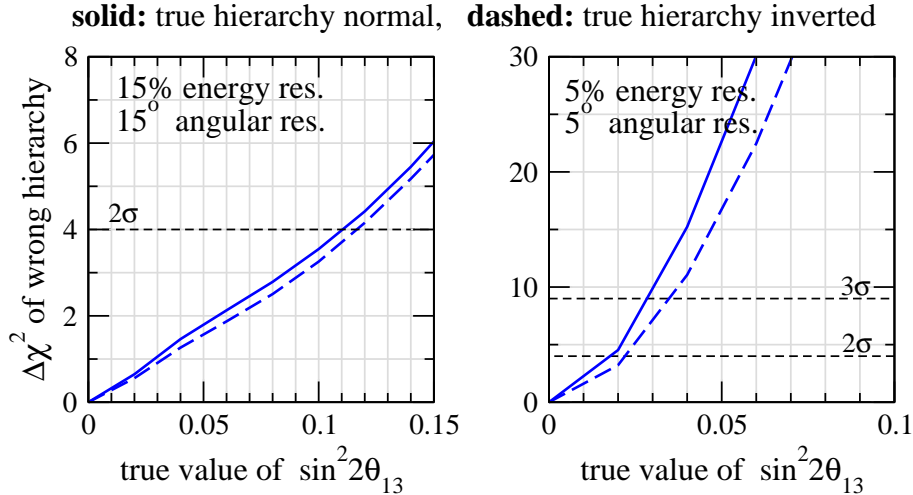 solid: true hierarchy normal, dashed: true hierarchy inverted
Δχ² of wrong hierarchy
8
6
4
2
0
15% energy res.
15° angular res.
2σ
0
0.05
0.1
0.15
true value of sin²2θ₁₃
30
20
10
0
5% energy res.
5° angular res.
3σ
2σ
0
0.05
0.1
true value of sin²2θ₁₃